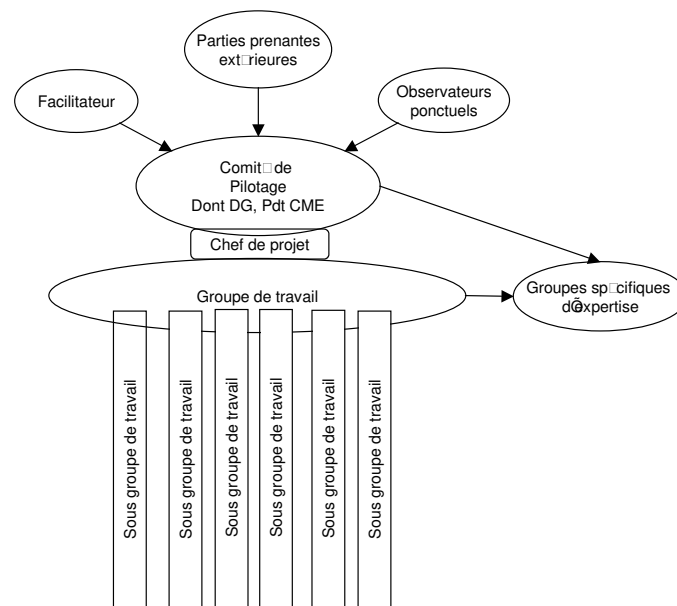 Parties prenantes
ext□rieures
Facilitateur
Observateurs
ponctuels
Comit□ de
Pilotage
Dont DG, Pdt CME
Chef de projet
Groupe de travail
Groupes sp□cifiques
d'Õexpertise
Sous groupe de travail
Sous groupe de travail
Sous groupe de travail
Sous groupe de travail
Sous groupe de travail
Sous groupe de travail